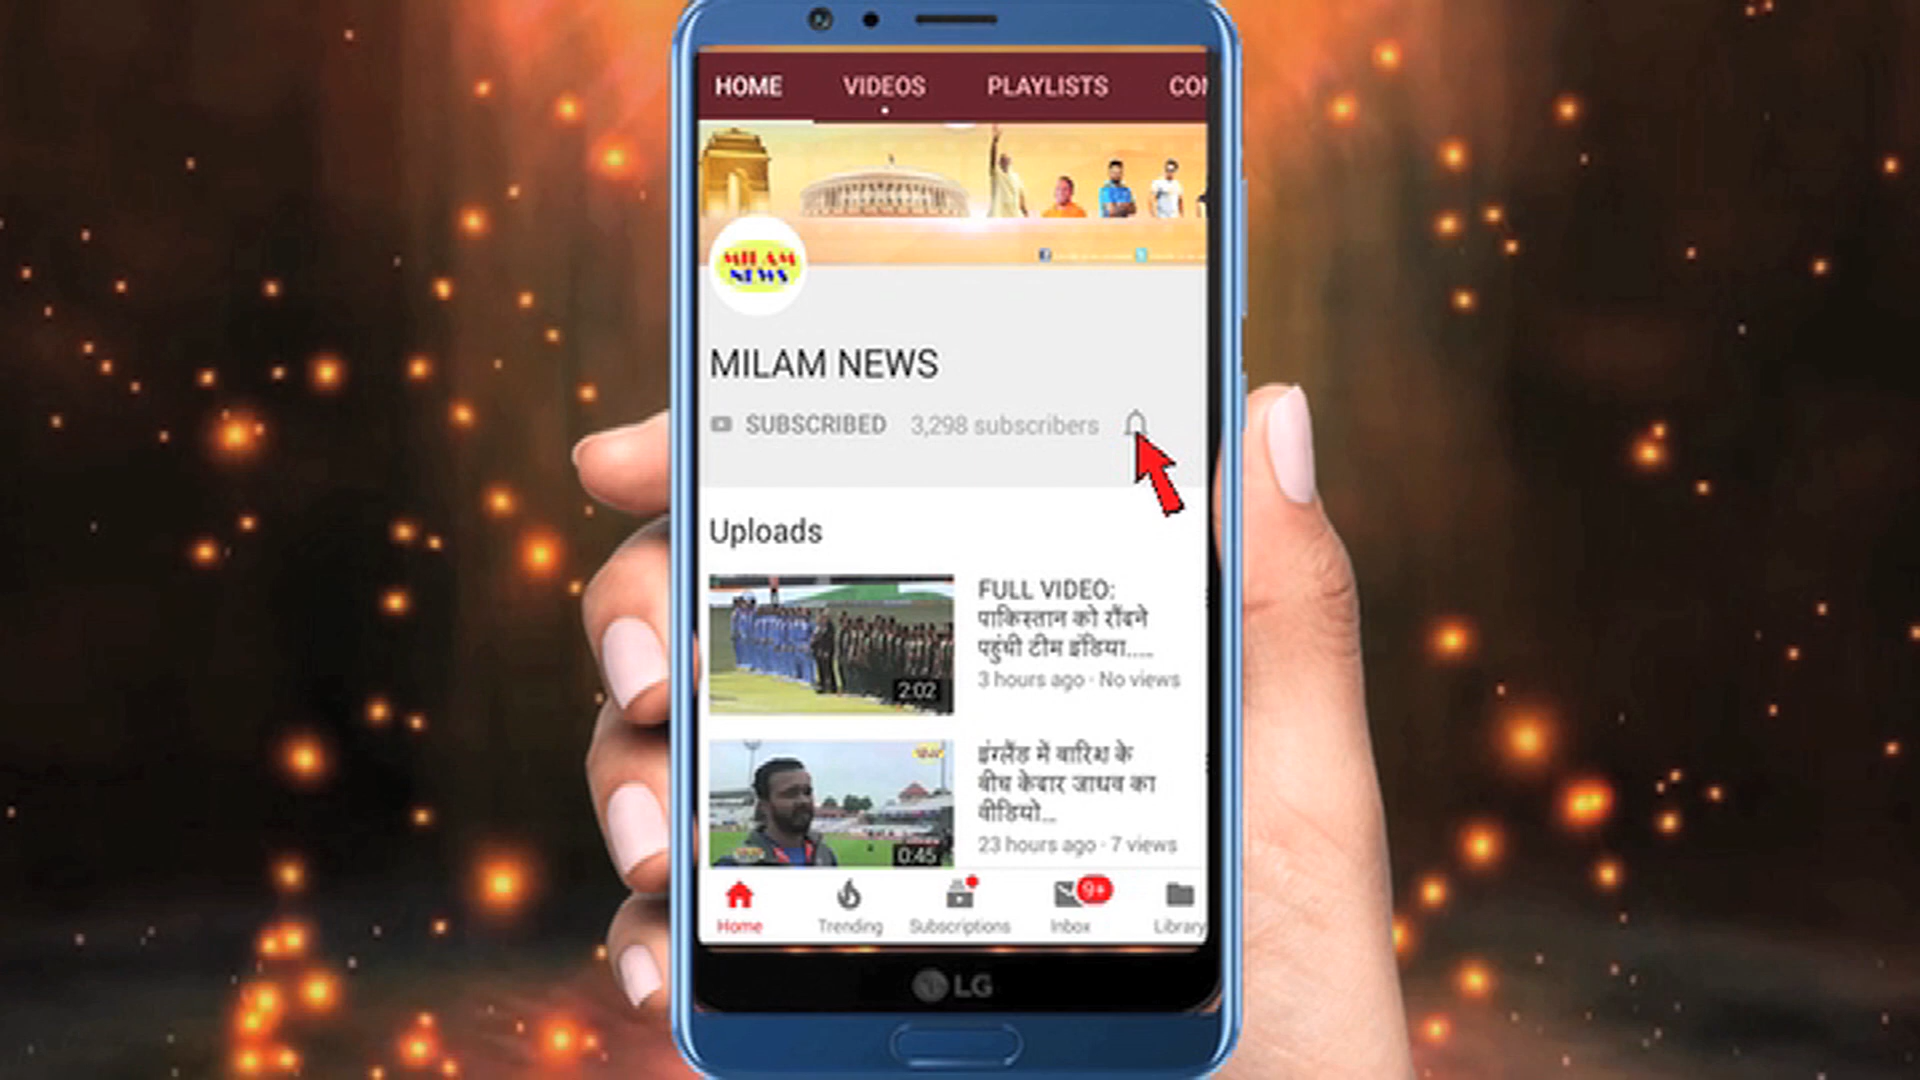 HOME VIDEOS PLAYLISTS CON
MILAM
NEWS
MILAM NEWS
SUBSCRIBED 3,298 subscribers
Uploads
FULL VIDEO:
पाकिस्तान को रौंदने
पहुंची टीम इंडिया.....
3 hours ago · No views
2:02
इंग्लैंड में बारिश के
बीच केदार जाधव का
वीडियो...
23 hours ago · 7 views
0:45
9+
Home Trending Subscriptions Inbox Library
LG